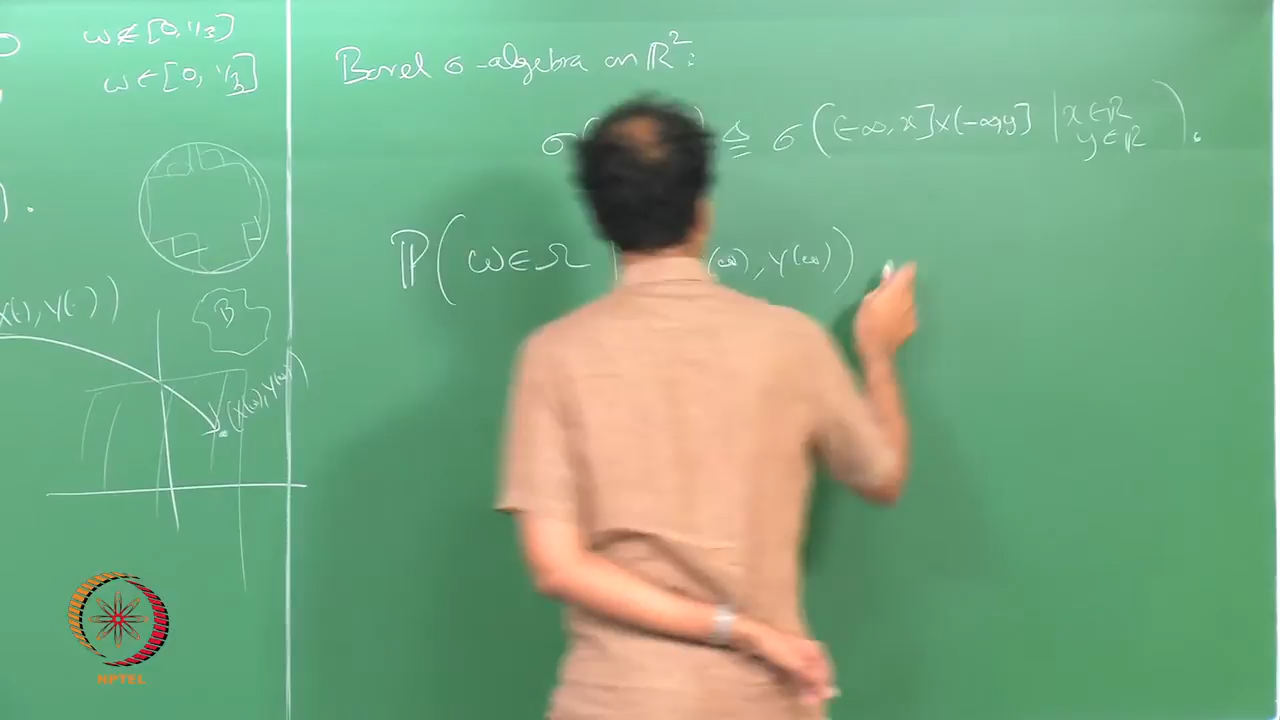 ω ∉ [0, 1/3)
ω ∈ [0, 1/3]
) .
X(·), Y(·) )
B
(X(ω), Y(ω))
Borel σ-algebra on ℝ²:
σ( ) ≜ σ ( (-∞, x] × (-∞, y] | x ∈ ℝ y ∈ ℝ ) .
ℙ ( ω ∈ Ω | (ω), Y(ω) )
NPTEL